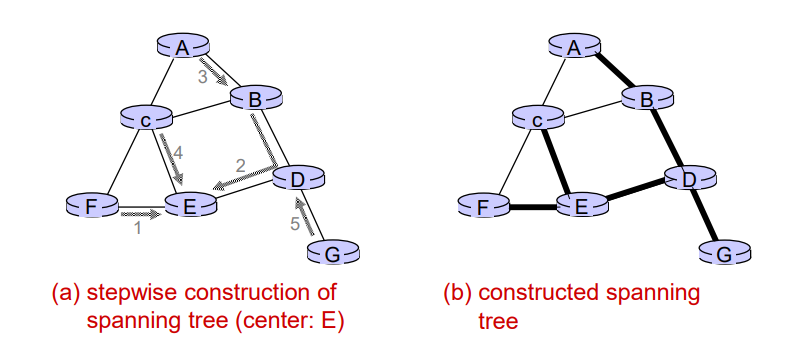 A
3
B
c
4
2
D
F
E
1
5
G
(a) stepwise construction of
spanning tree (center: E)
A
B
c
D
F
E
G
(b) constructed spanning
tree